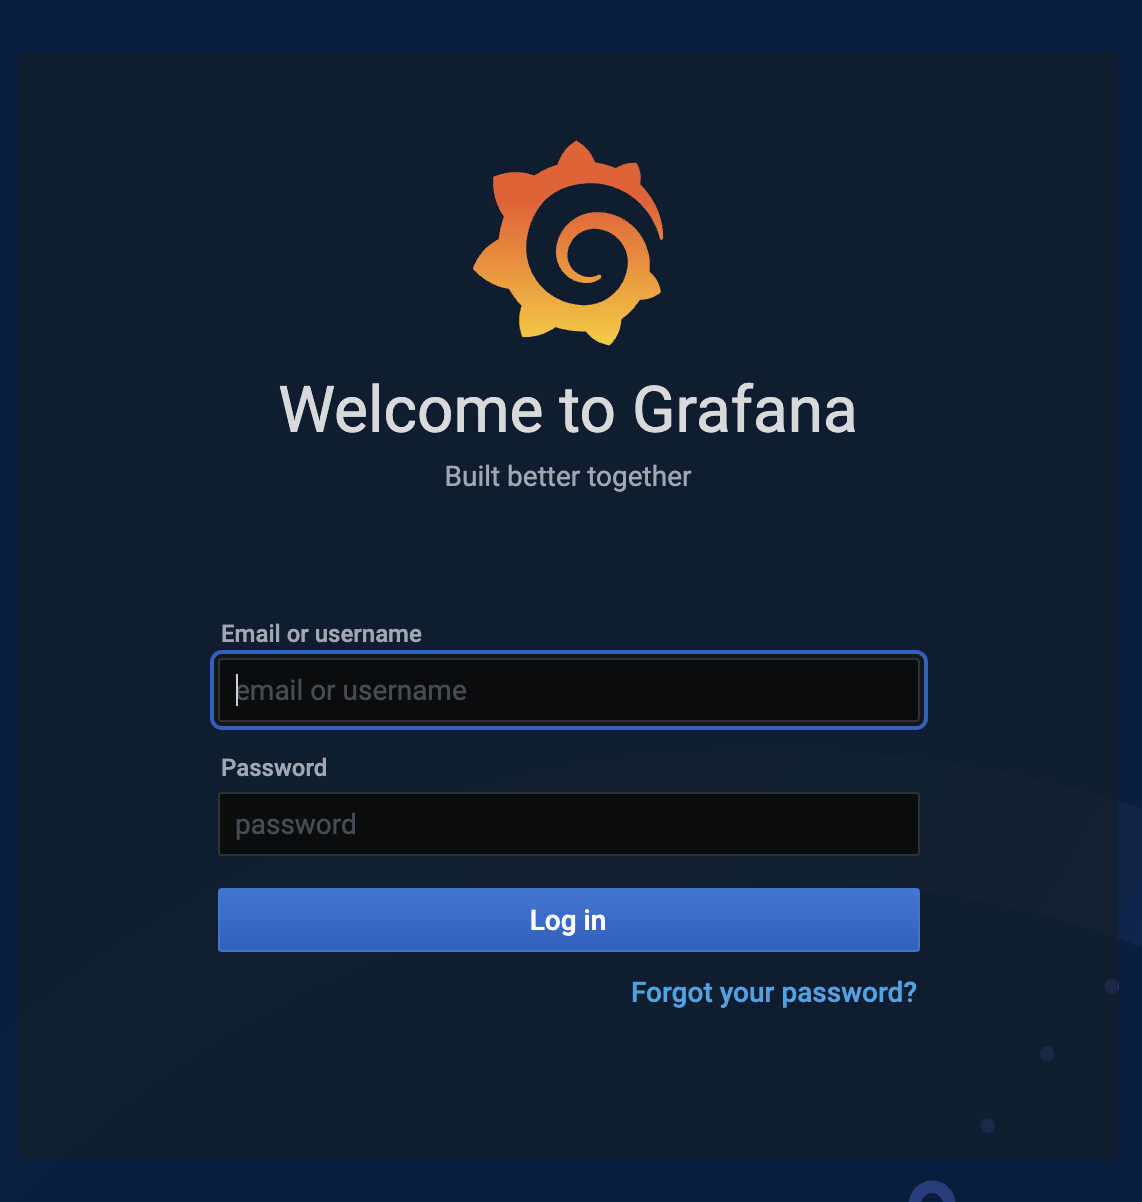 Welcome to Grafana
Built better together
Email or username
email or username
Password
password
Log in
Forgot your password?